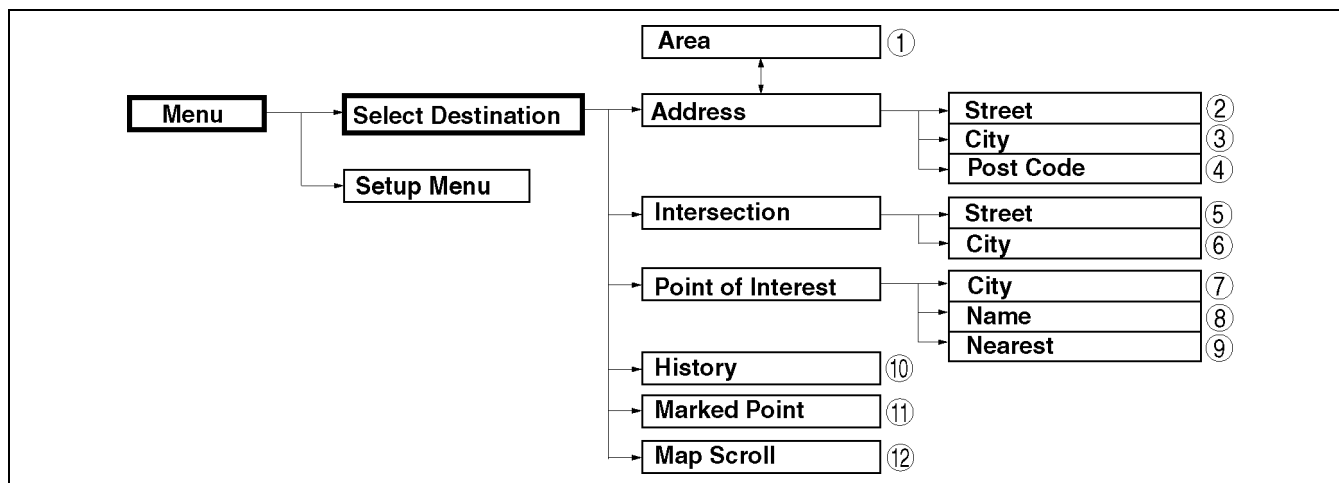 Area ①
Menu
Select Destination
Address
Street ②
City ③
Post Code ④
Setup Menu
Intersection
Street ⑤
City ⑥
Point of Interest
City ⑦
Name ⑧
Nearest ⑨
History ⑩
Marked Point ⑪
Map Scroll ⑫